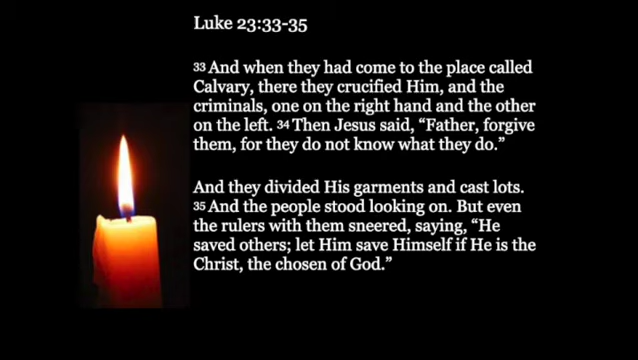 Luke 23:33-35
33 And when they had come to the place called
Calvary, there they crucified Him, and the
criminals, one on the right hand and the other
on the left. 34 Then Jesus said, “Father, forgive
them, for they do not know what they do.”
And they divided His garments and cast lots.
35 And the people stood looking on. But even
the rulers with them sneered, saying, “He
saved others; let Him save Himself if He is the
Christ, the chosen of God.”